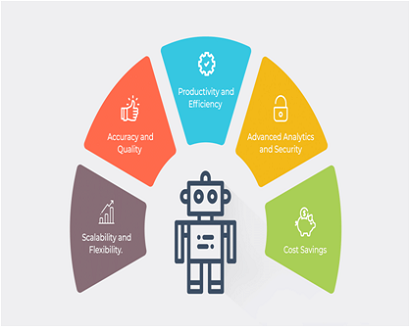 Scalability and
Flexibility.
Accuracy and
Quality
Productivity and
Efficiency
Advanced Analytics
and Security
Cost Savings